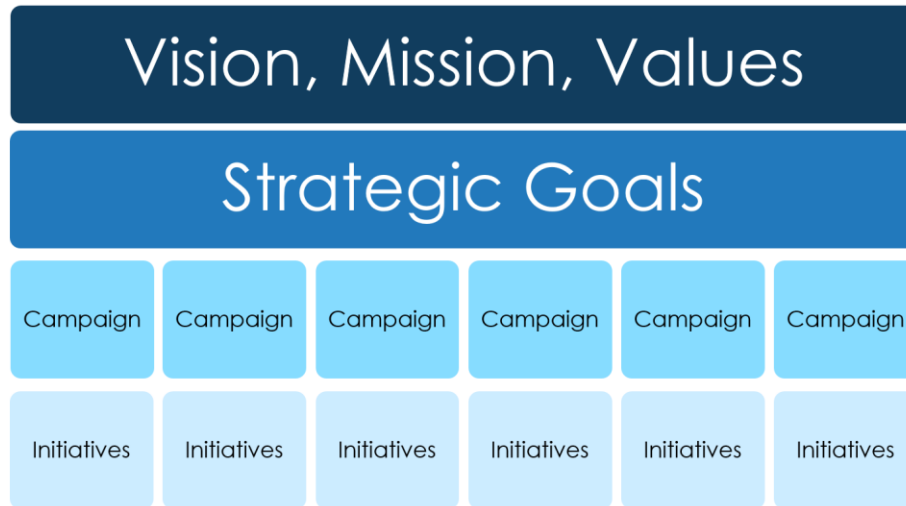 Vision, Mission, Values
Strategic Goals
Campaign Campaign Campaign Campaign Campaign Campaign
Initiatives Initiatives Initiatives Initiatives Initiatives Initiatives